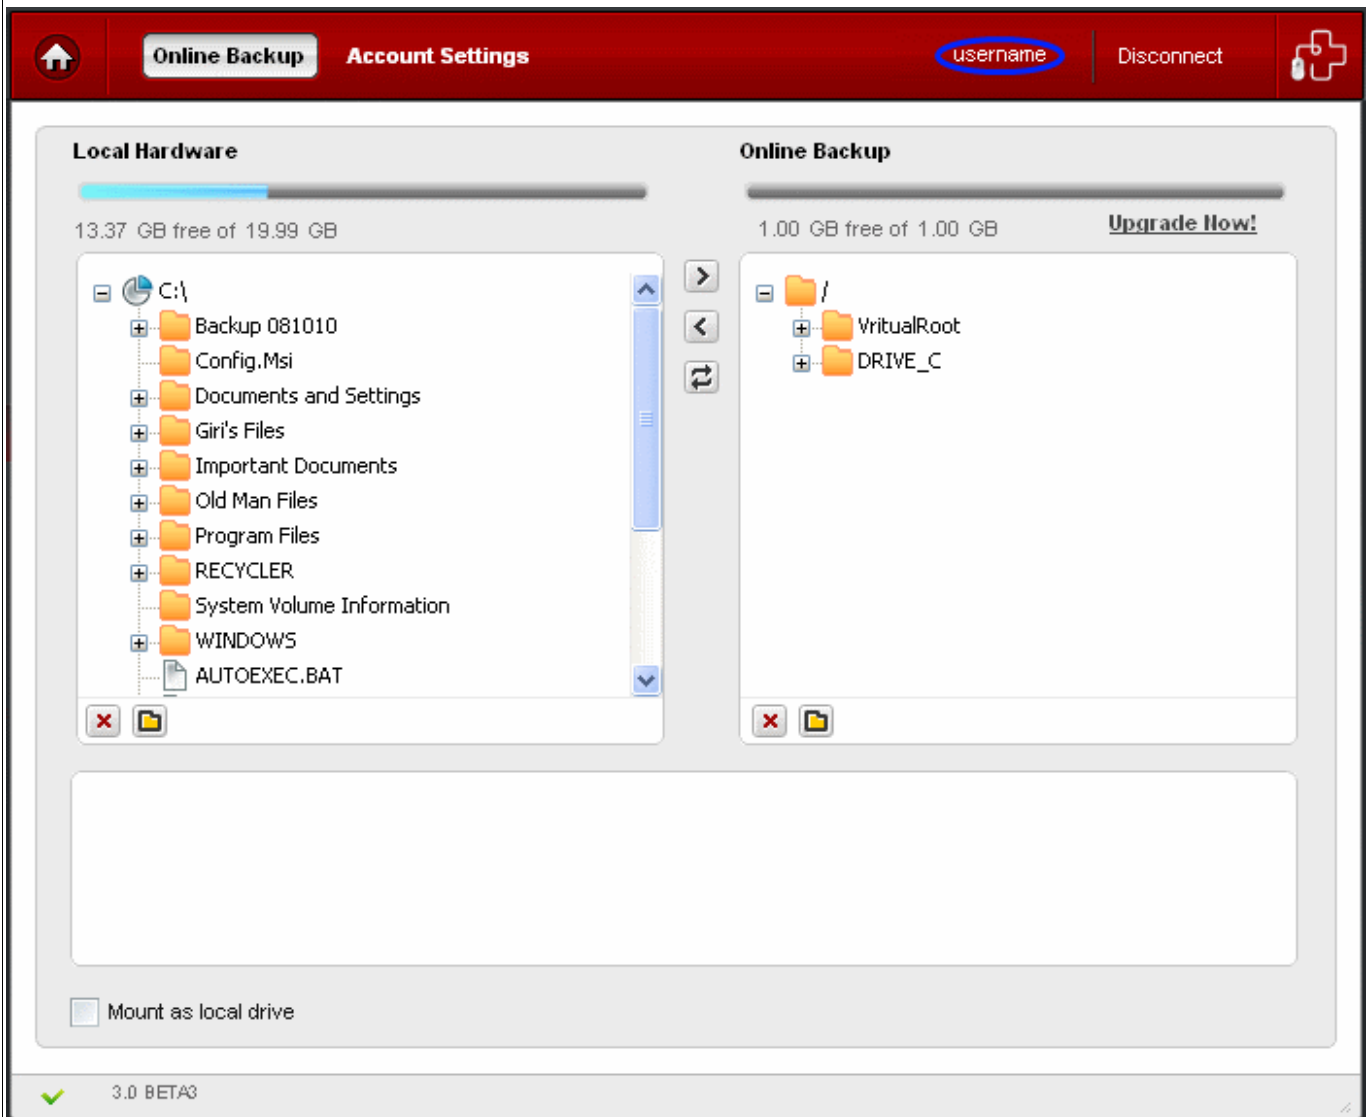 Online Backup Account Settings username Disconnect
Local Hardware
13.37 GB free of 19.99 GB
C:\
Backup 081010
Config.Msi
Documents and Settings
Giri's Files
Important Documents
Old Man Files
Program Files
RECYCLER
System Volume Information
WINDOWS
AUTOEXEC.BAT
Online Backup
1.00 GB free of 1.00 GB Upgrade Now!
/
VritualRoot
DRIVE_C
Mount as local drive
3.0 BETA3